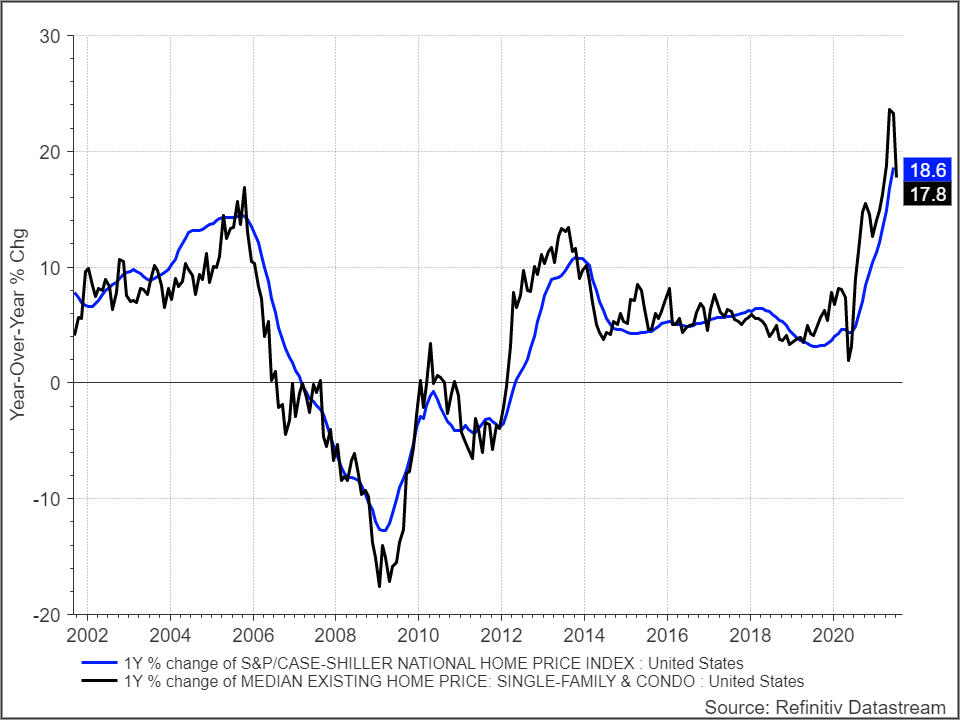 30
20
10
0
-10
-20
Year-Over-Year % Chg
18.6
17.8
2002 2004 2006 2008 2010 2012 2014 2016 2018 2020
1Y % change of S&P/CASE-SHILLER NATIONAL HOME PRICE INDEX : United States
1Y % change of MEDIAN EXISTING HOME PRICE: SINGLE-FAMILY & CONDO : United States
Source: Refinitiv Datastream